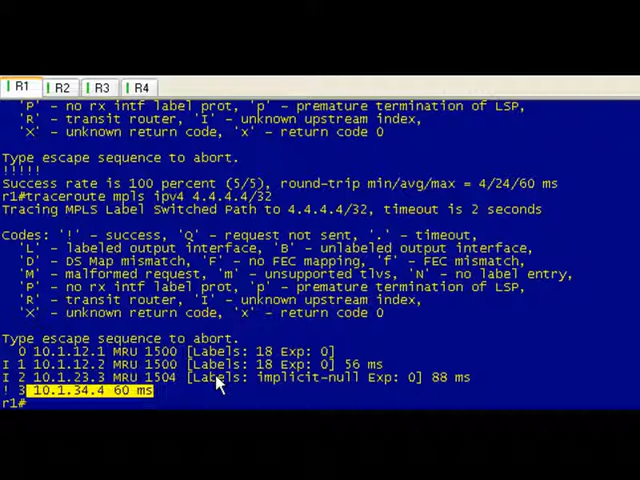 R1 R2 R3 R4
'P' - no rx intf label prot, 'p' - premature termination of LSP,
'R' - transit router, 'I' - unknown upstream index,
'X' - unknown return code, 'x' - return code 0
Type escape sequence to abort.
!!!!!
Success rate is 100 percent (5/5), round-trip min/avg/max = 4/24/60 ms
r1#traceroute mpls ipv4 4.4.4.4/32
Tracing MPLS Label Switched Path to 4.4.4.4/32, timeout is 2 seconds
Codes: '!' - success, 'Q' - request not sent, '.' - timeout,
'L' - labeled output interface, 'B' - unlabeled output interface,
'D' - DS Map mismatch, 'F' - no FEC mapping, 'f' - FEC mismatch,
'M' - malformed request, 'm' - unsupported tlvs, 'N' - no label entry,
'P' - no rx intf label prot, 'p' - premature termination of LSP,
'R' - transit router, 'I' - unknown upstream index,
'X' - unknown return code, 'x' - return code 0
Type escape sequence to abort.
0 10.1.12.1 MRU 1500 [Labels: 18 Exp: 0]
I 1 10.1.12.2 MRU 1500 [Labels: 18 Exp: 0] 56 ms
I 2 10.1.23.3 MRU 1504 [Labels: implicit-null Exp: 0] 88 ms
! 3 10.1.34.4 60 ms
r1#